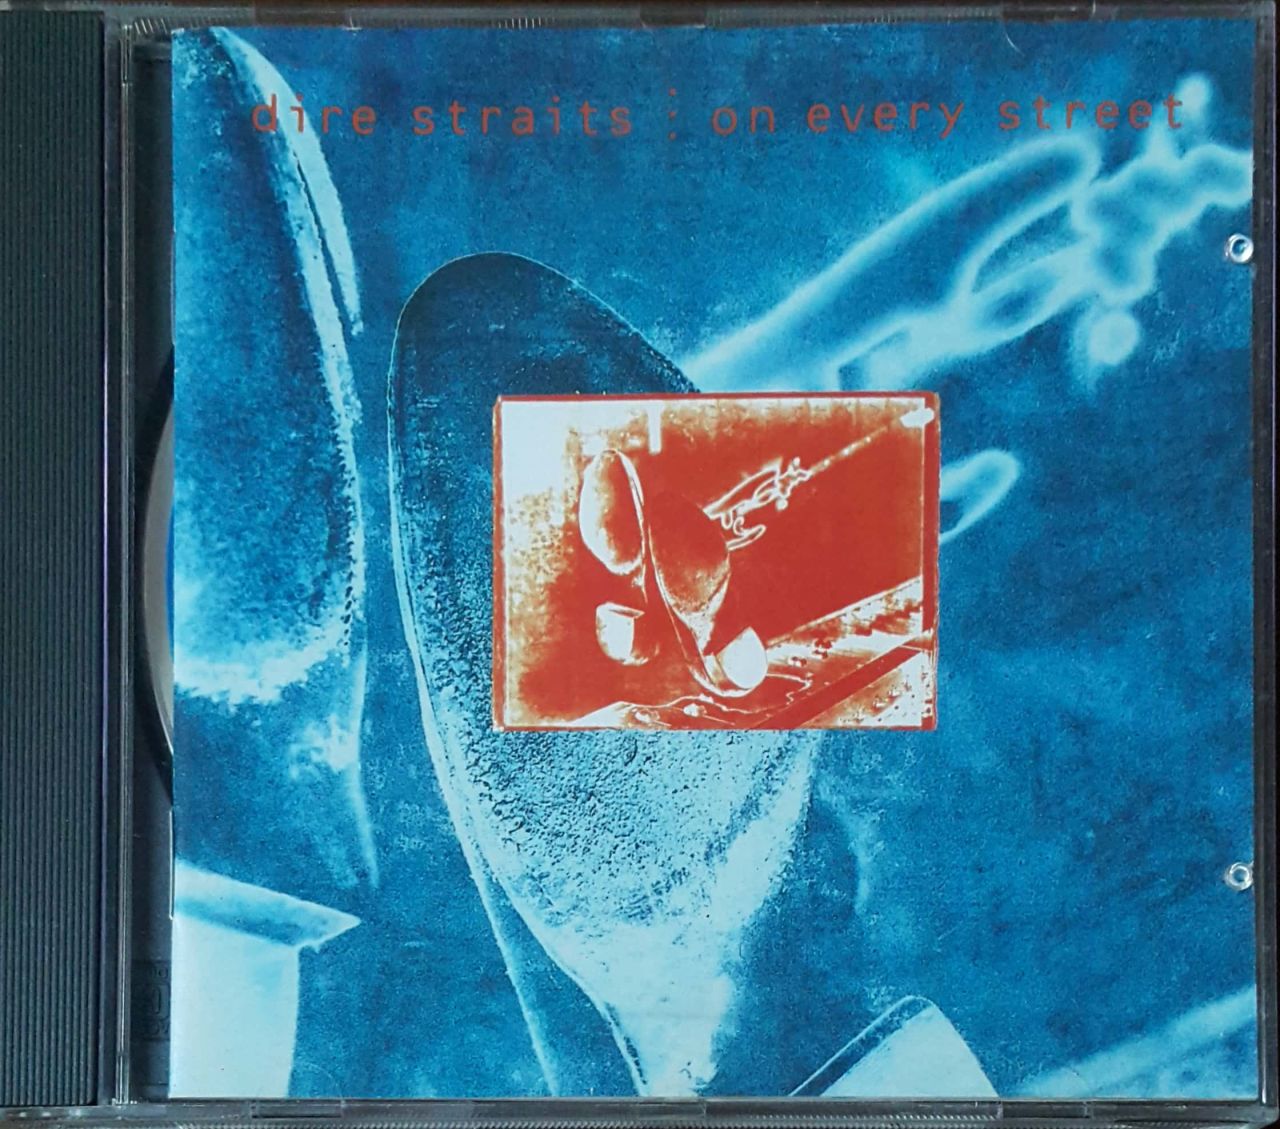 dire straits ⋮ on every street